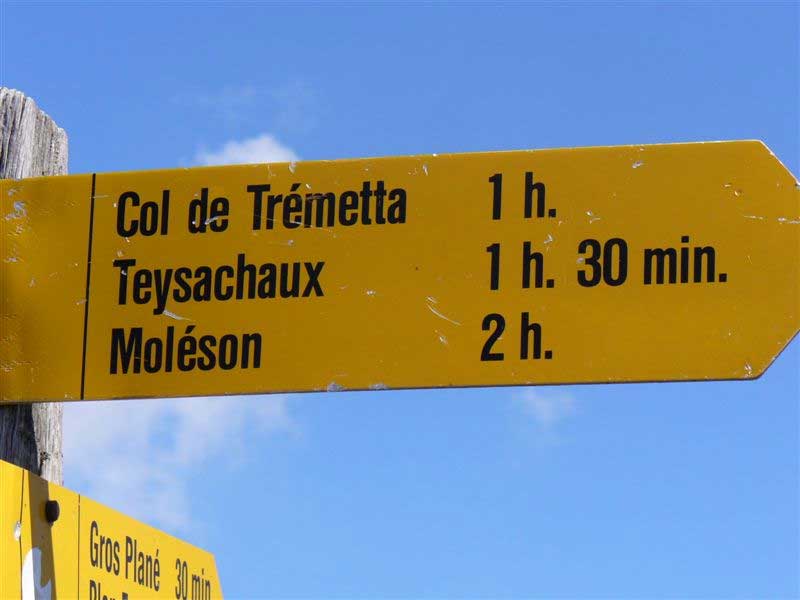 Col de Trémetta 1 h.
Teysachaux 1 h. 30 min.
Moléson 2 h.
Gros Plané 30 min